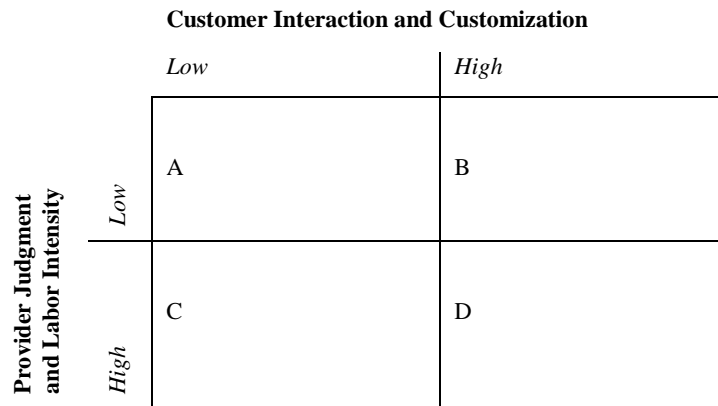 Customer Interaction and Customization
Low
High
Provider Judgment
and Labor Intensity
Low
A
B
High
C
D